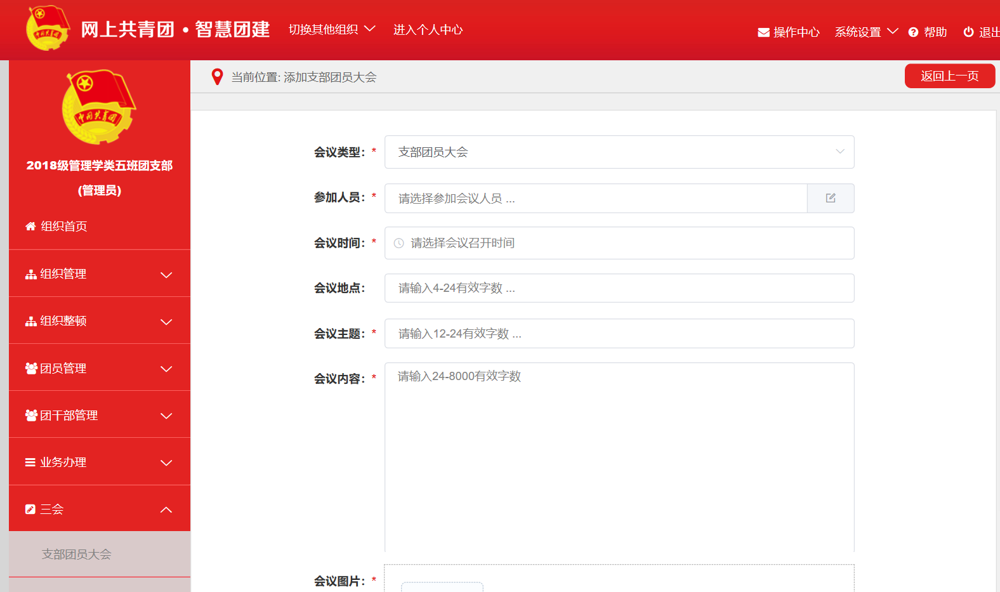 网上共青团·智慧团建
切换其他组织
进入个人中心
操作中心
系统设置
帮助
退出
中国共青团
2018级管理学类五班团支部
(管理员)
组织首页
组织管理
组织整顿
团员管理
团干部管理
业务办理
三会
支部团员大会
当前位置: 添加支部团员大会
返回上一页
会议类型： * 支部团员大会
参加人员： * 请选择参加会议人员 ...
会议时间： * 请选择会议召开时间
会议地点： 请输入4-24有效字数 ...
会议主题： * 请输入12-24有效字数 ...
会议内容： * 请输入24-8000有效字数
会议图片： *